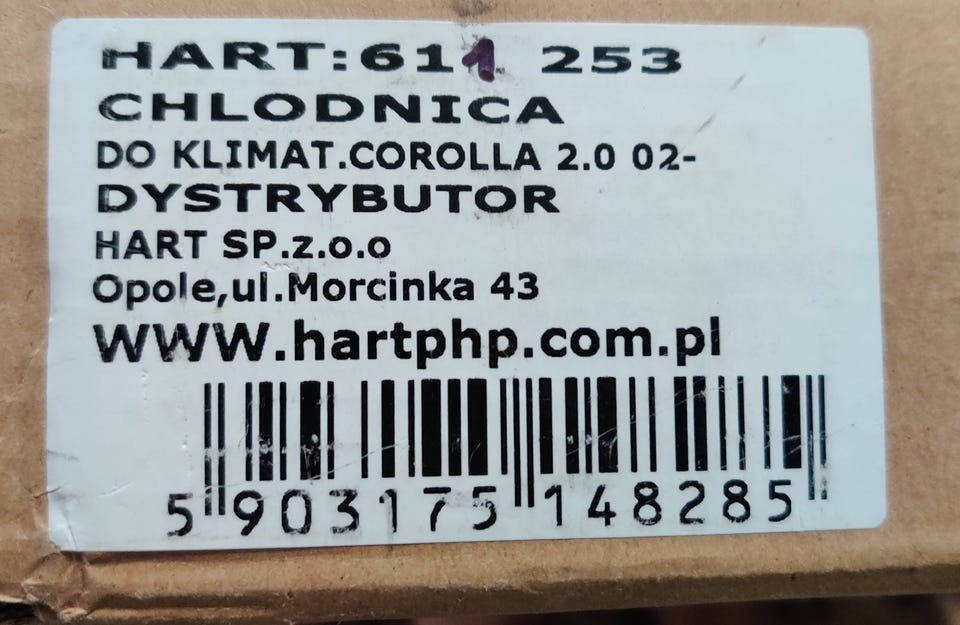 HART:611 253
CHLODNICA
DO KLIMAT.COROLLA 2.0 02-
DYSTRYBUTOR
HART SP.z.o.o
Opole,ul.Morcinka 43
WWW.hartphp.com.pl
5 903175 148285